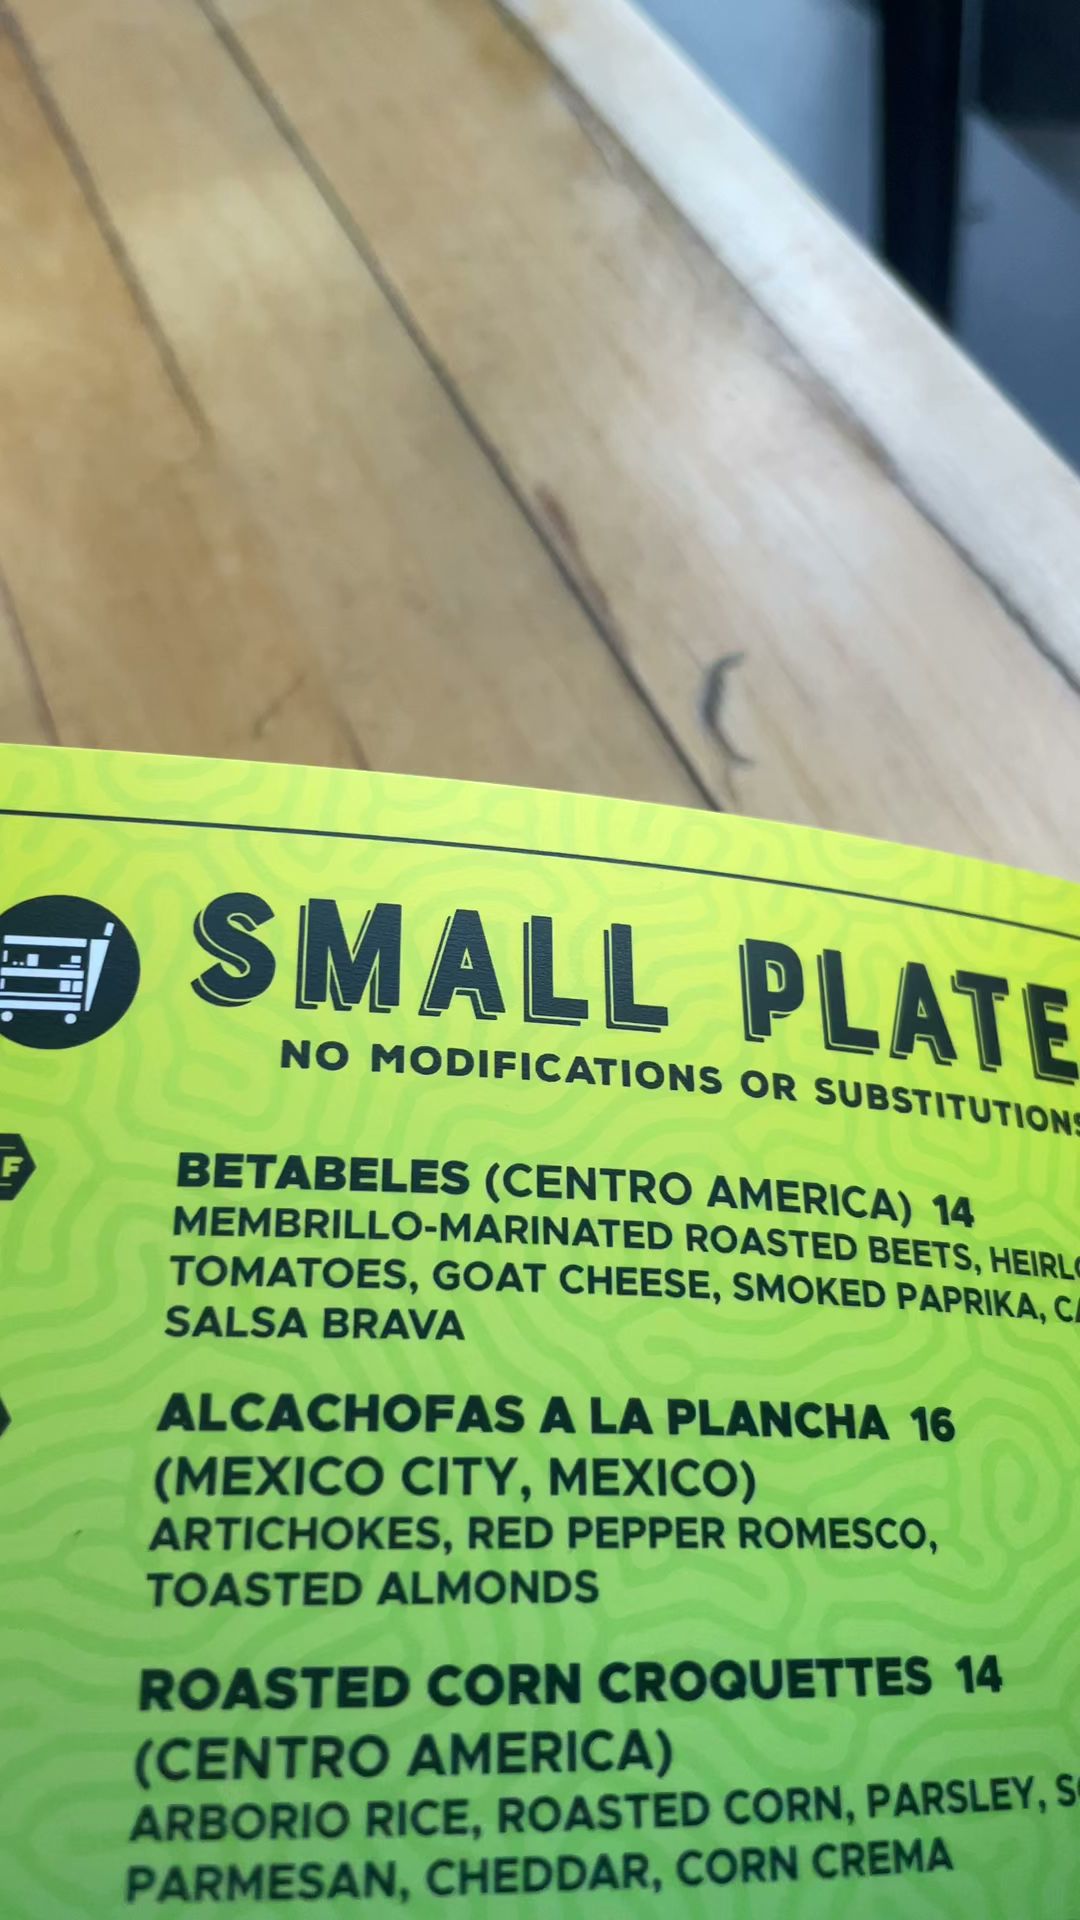 SMALL PLATE
NO MODIFICATIONS OR SUBSTITUTIONS
BETABELES (CENTRO AMERICA) 14
MEMBRILLO-MARINATED ROASTED BEETS,
TOMATOES, GOAT CHEESE, SMOKED PAPRIKA,
SALSA BRAVA
ALCACHOFAS A LA PLANCHA 16
(MEXICO CITY, MEXICO)
ARTICHOKES, RED PEPPER ROMESCO,
TOASTED ALMONDS
ROASTED CORN CROQUETTES 14
(CENTRO AMERICA)
ARBORIO RICE, ROASTED CORN, PARSLEY,
PARMESAN, CHEDDAR, CORN CREMA